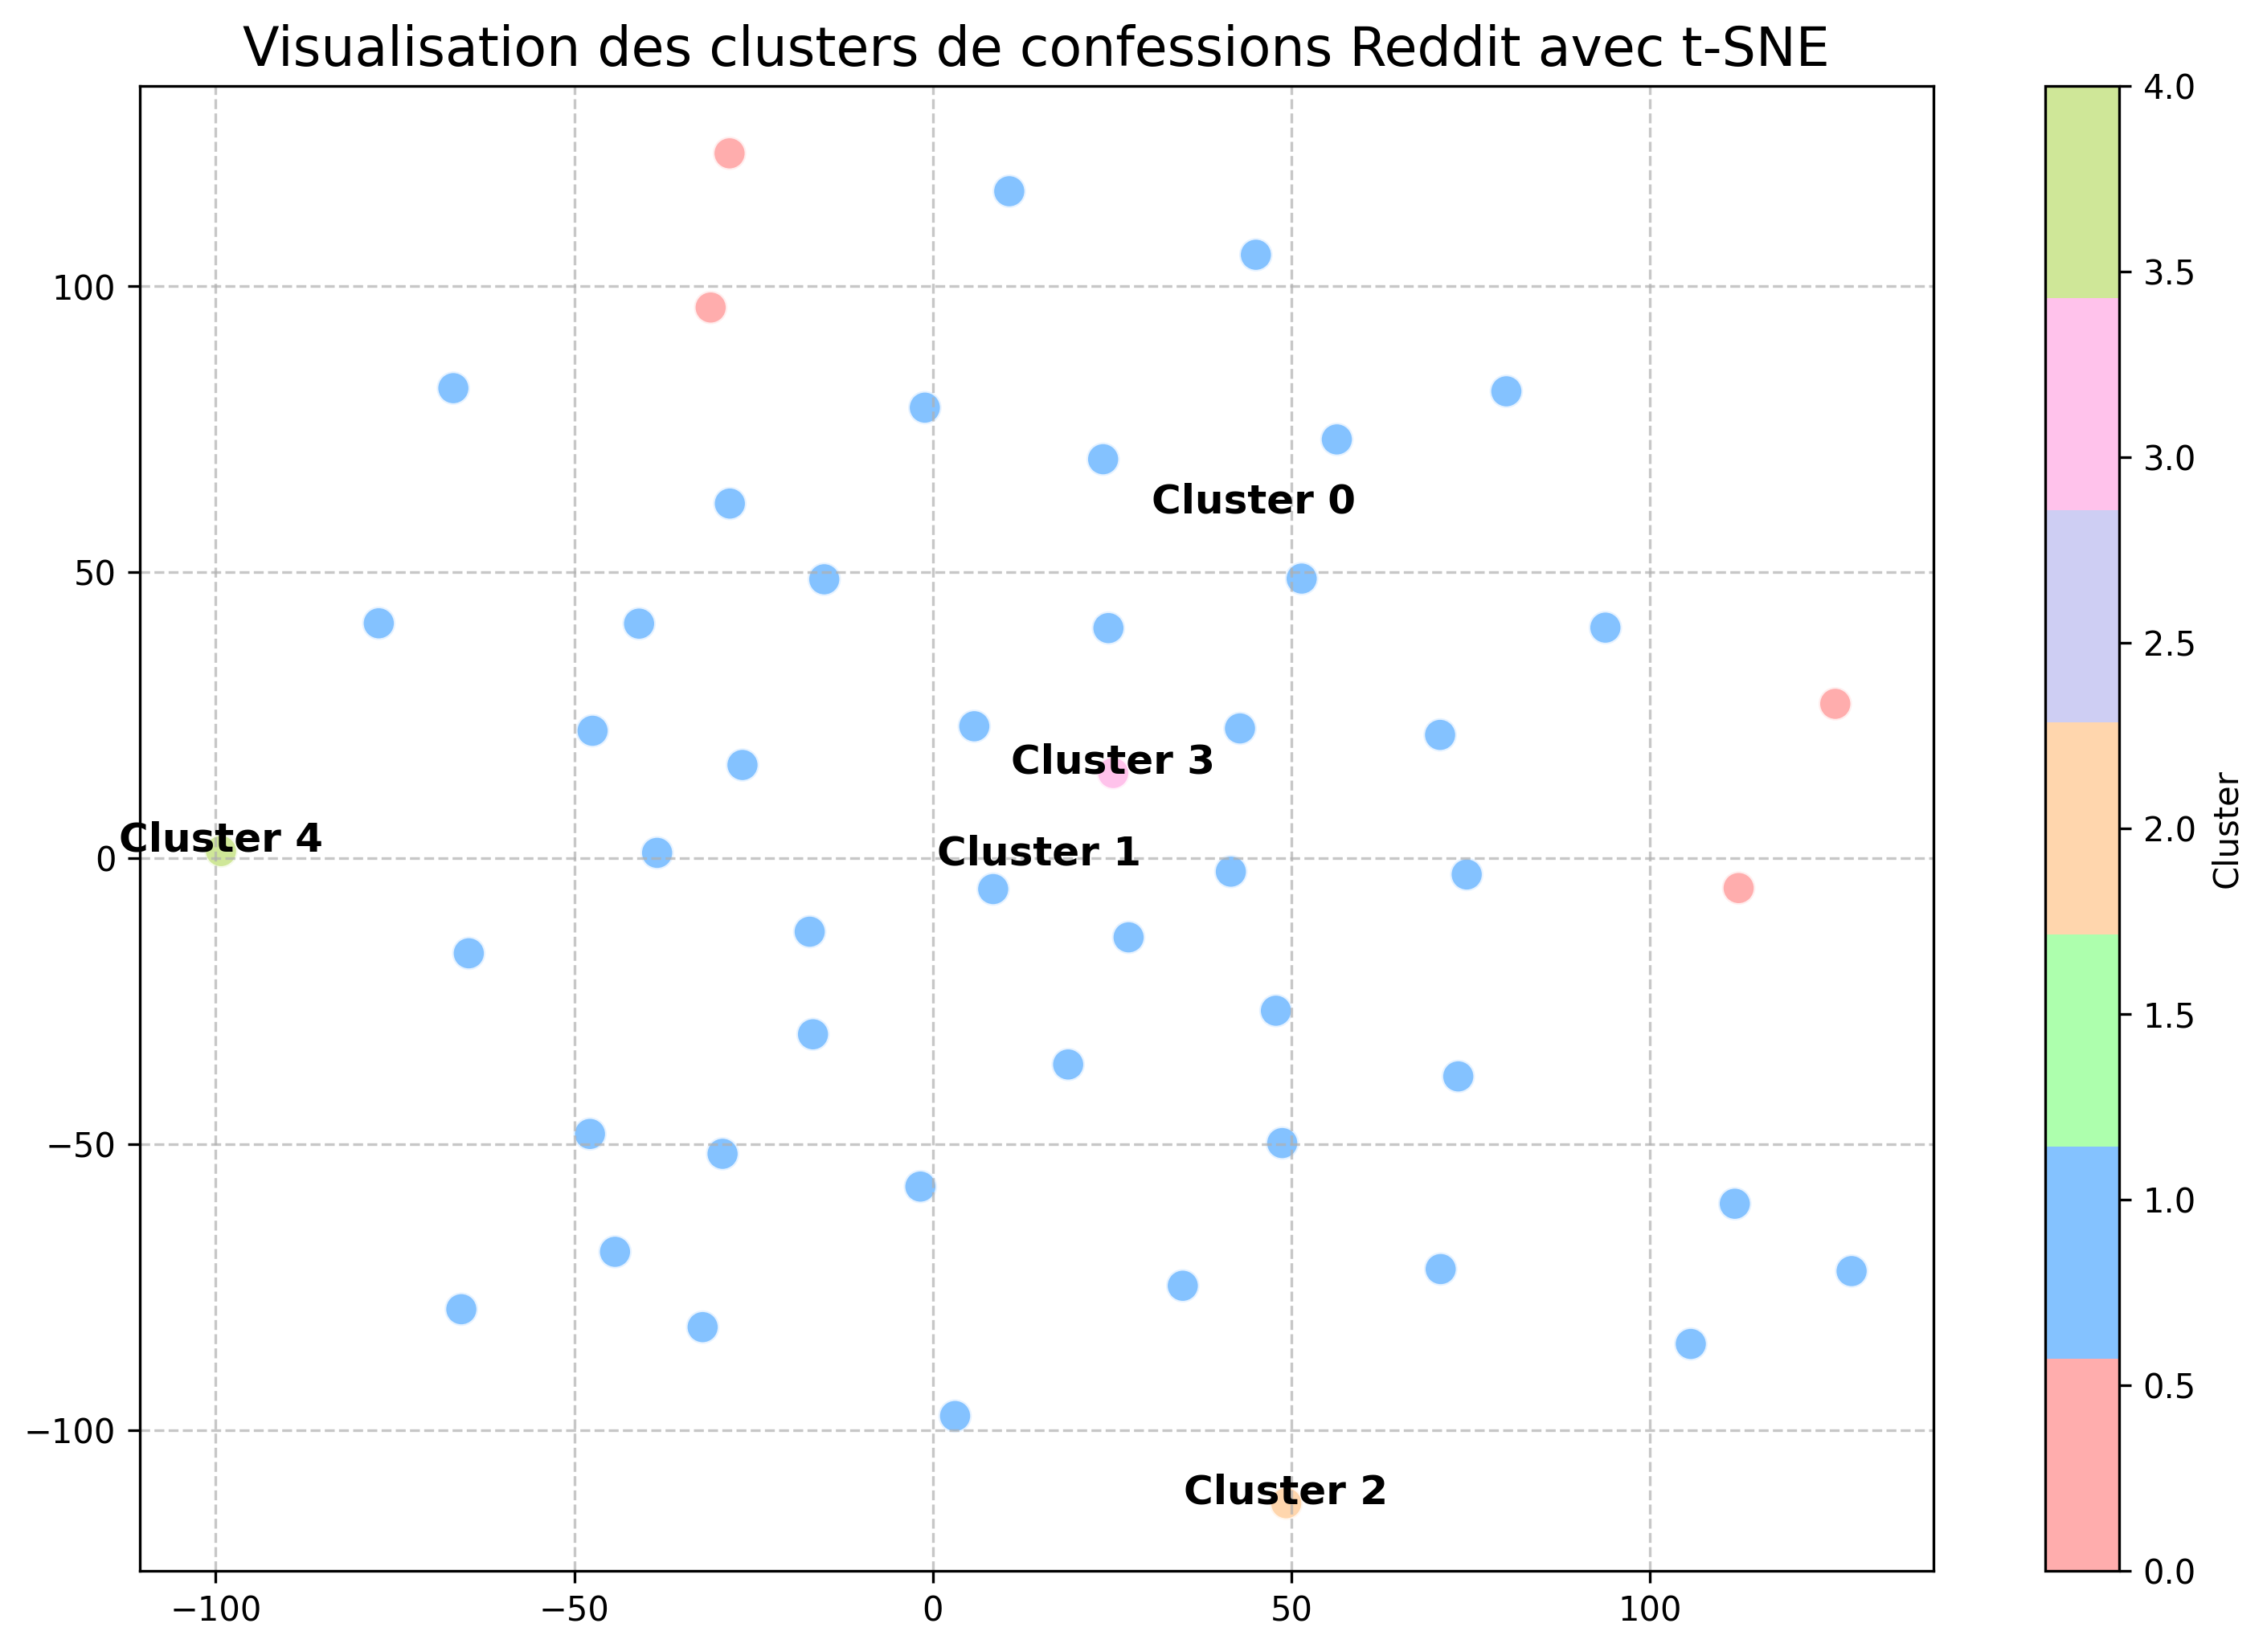 Visualisation des clusters de confessions Reddit avec t-SNE
100
50
0
−50
−100
−100
−50
0
50
100
Cluster 0
Cluster 3
Cluster 4
Cluster 1
Cluster 2
4.0
3.5
3.0
2.5
2.0
1.5
1.0
0.5
0.0
Cluster